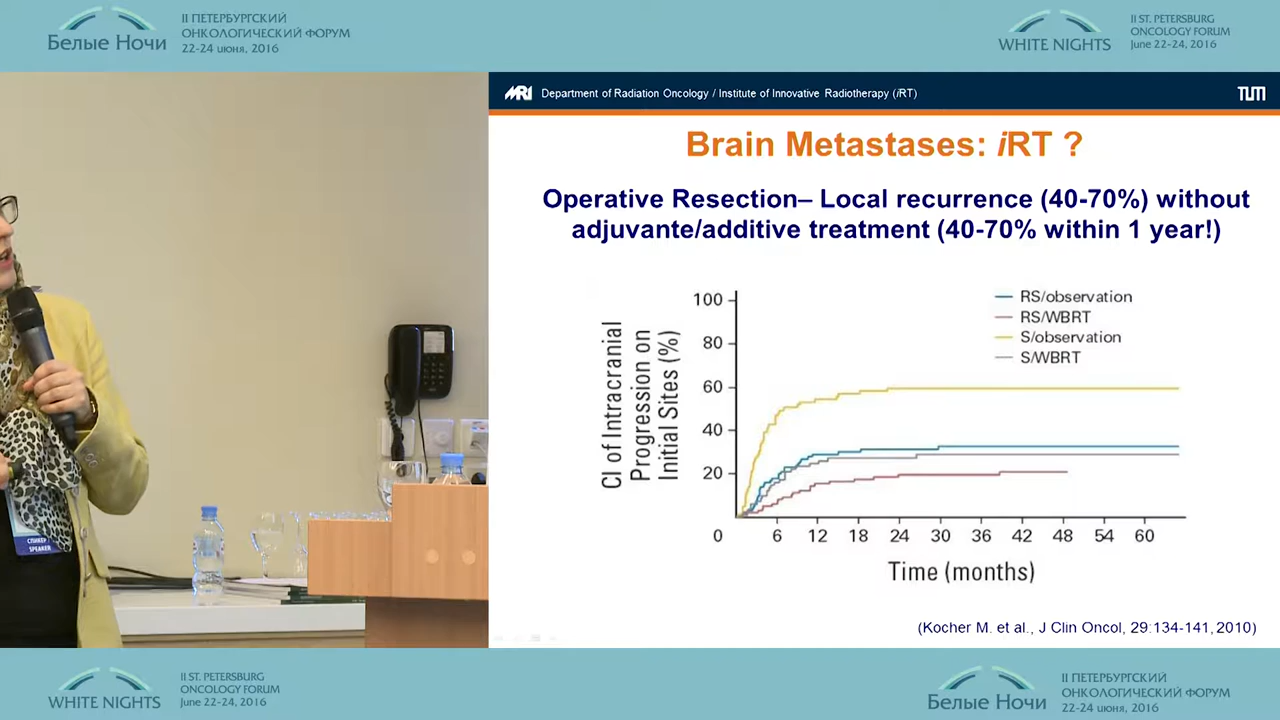 Белые Ночи
II ПЕТЕРБУРГСКИЙ
ОНКОЛОГИЧЕСКИЙ ФОРУМ
22-24 июня, 2016
WHITE NIGHTS
II ST. PETERSBURG
ONCOLOGY FORUM
June 22-24, 2016
MRI
Department of Radiation Oncology / Institute of Innovative Radiotherapy (iRT)
TUM
Brain Metastases: iRT ?
Operative Resection– Local recurrence (40-70%) without
adjuvante/additive treatment (40-70% within 1 year!)
CI of Intracranial
Progression on
Initial Sites (%)
100
80
60
40
20
0
RS/observation
RS/WBRT
S/observation
S/WBRT
6 12 18 24 30 36 42 48 54 60
Time (months)
(Kocher M. et al., J Clin Oncol, 29:134-141, 2010)
СПИКЕР
SPEAKER
WHITE NIGHTS
II ST. PETERSBURG
ONCOLOGY FORUM
June 22-24, 2016
Белые Ночи
II ПЕТЕРБУРГСКИЙ
ОНКОЛОГИЧЕСКИЙ ФОРУМ
22-24 июня, 2016